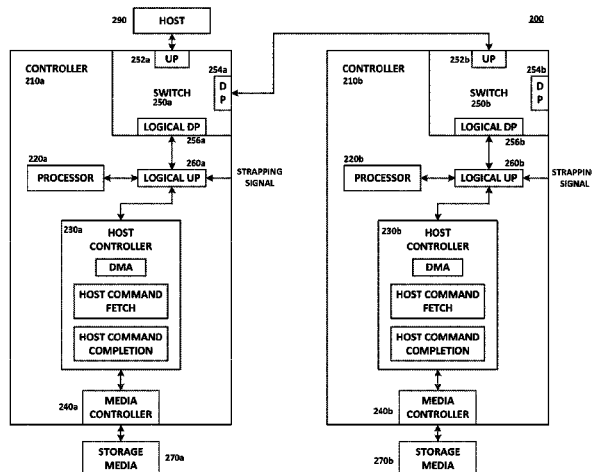 290
HOST
200
CONTROLLER
210a
252a
UP
254a
D
P
SWITCH
250a
LOGICAL DP
256a
220a
260a
PROCESSOR
LOGICAL UP
STRAPPING
SIGNAL
230a
HOST
CONTROLLER
DMA
HOST COMMAND
FETCH
HOST COMMAND
COMPLETION
240a
MEDIA
CONTROLLER
STORAGE
MEDIA
270a
CONTROLLER
210b
252b
UP
254b
D
P
SWITCH
250b
LOGICAL DP
256b
220b
260b
PROCESSOR
LOGICAL UP
STRAPPING
SIGNAL
230b
HOST
CONTROLLER
DMA
HOST COMMAND
FETCH
HOST COMMAND
COMPLETION
240b
MEDIA
CONTROLLER
STORAGE
MEDIA
270b